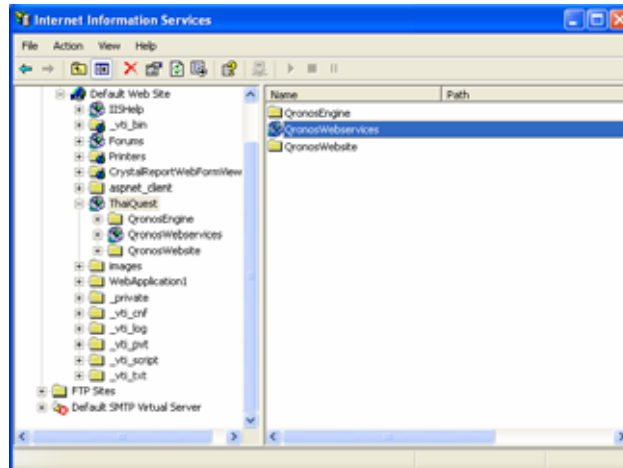 Internet Information Services
File Action View Help
Default Web Site
IISHelp
_vti_bin
Forums
Printers
CrystalReportWebFormView
aspnet_client
ThaiQuest
QronosEngine
QronosWebservices
QronosWebsite
images
WebApplication1
_private
_vti_cnf
_vti_log
_vti_pvt
_vti_script
_vti_txt
FTP Sites
Default SMTP Virtual Server
Name Path
QronosEngine
QronosWebservices
QronosWebsite